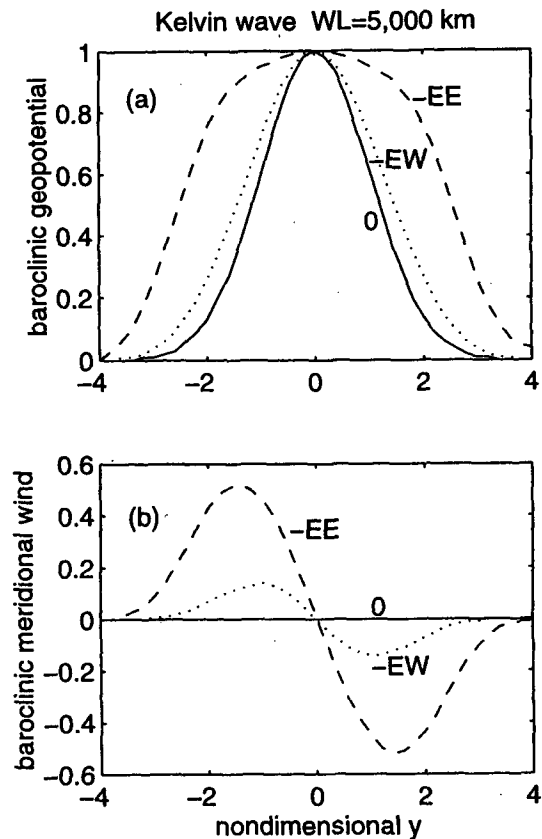 Kelvin wave WL=5,000 km
(a)
baroclinic geopotential
1
0.8
0.6
0.4
0.2
0
-EE
-EW
0
-4
-2
0
2
4
(b)
baroclinic meridional wind
0.6
0.4
0.2
0
-0.2
-0.4
-0.6
-EE
0
-EW
-4
-2
0
2
4
nondimensional y